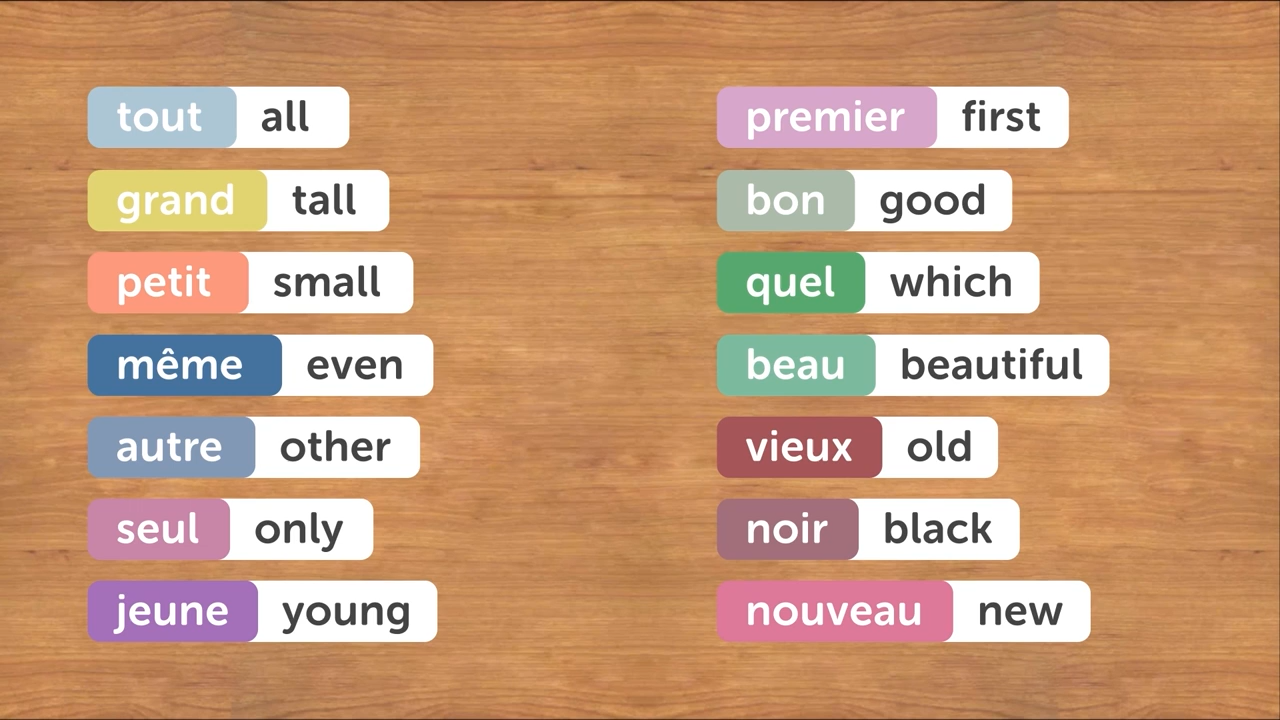 tout all
grand tall
petit small
même even
autre other
seul only
jeune young
premier first
bon good
quel which
beau beautiful
vieux old
noir black
nouveau new